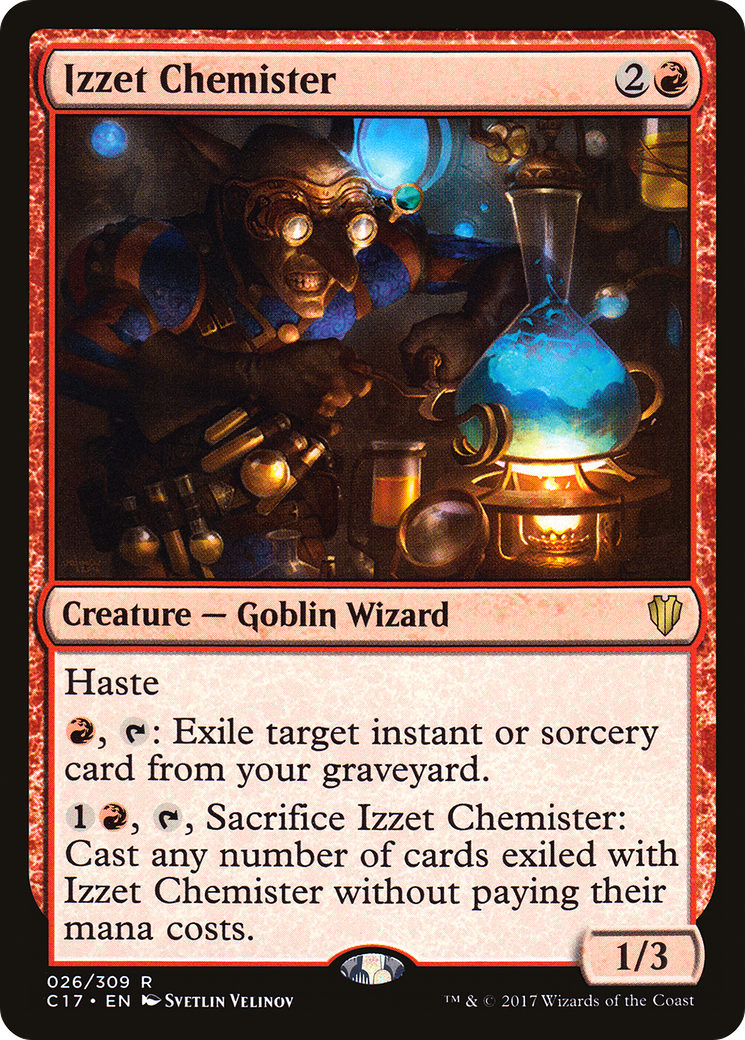 Izzet Chemister
2
Creature — Goblin Wizard
Haste
, : Exile target instant or sorcery
card from your graveyard.
1 , , Sacrifice Izzet Chemister:
Cast any number of cards exiled with
Izzet Chemister without paying their
mana costs.
1/3
026/309 R
C17 • EN Svetlin Velinov
™ & © 2017 Wizards of the Coast